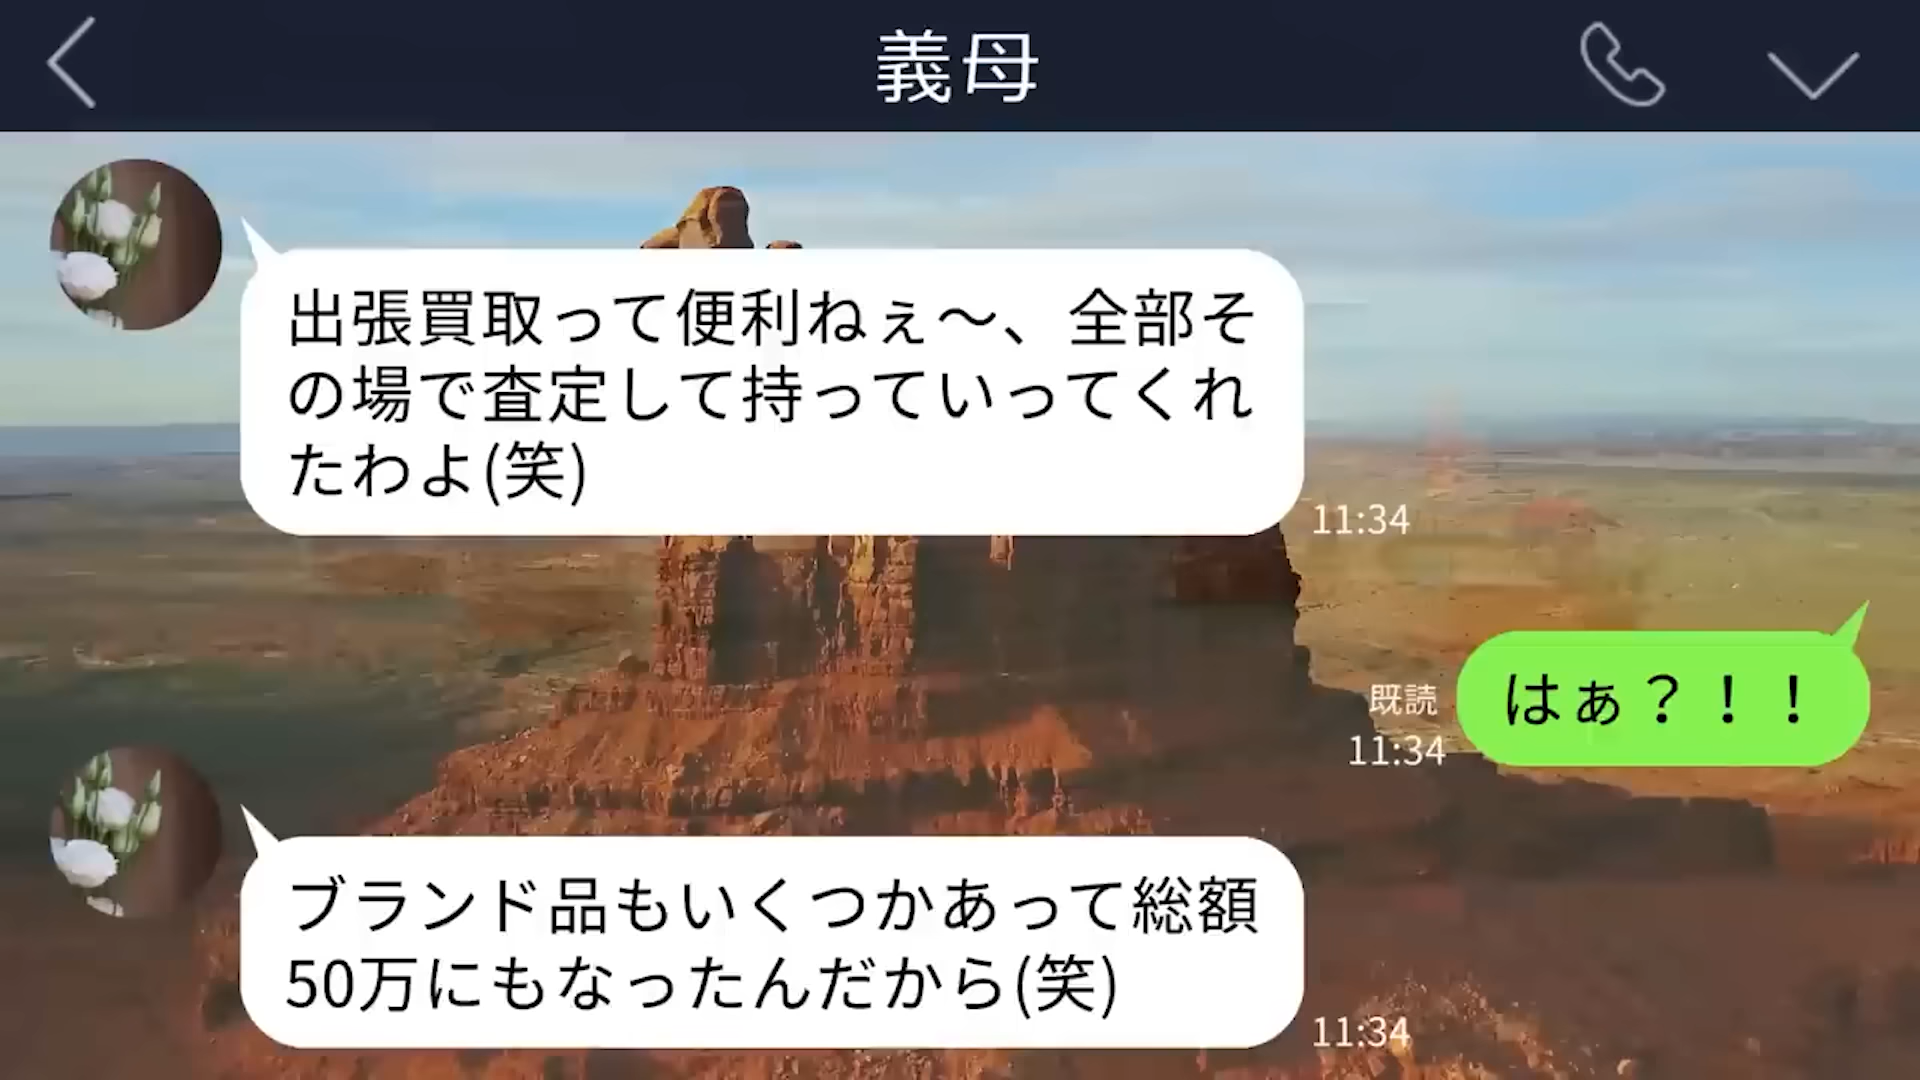 義母
出張買取って便利ねぇ〜、全部そ
の場で査定して持っていってくれ
たわよ(笑)
11:34
はぁ？！！
既読
11:34
ブランド品もいくつかあって総額
50万にもなったんだから(笑)
11:34